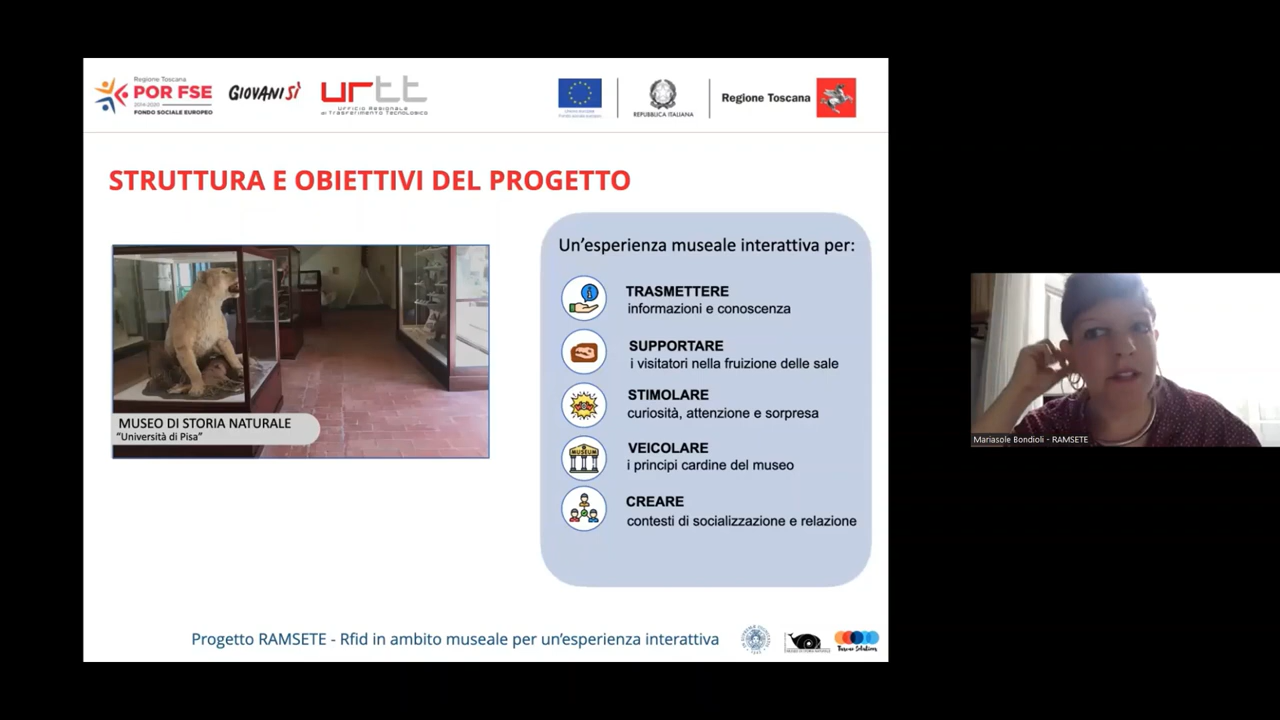 Regione Toscana
POR FSE
2014-2020
FONDO SOCIALE EUROPEO
GIOVANISÌ
urtt
Ufficio Regionale
di Trasferimento Tecnologico
REPUBBLICA ITALIANA
Regione Toscana
STRUTTURA E OBIETTIVI DEL PROGETTO
MUSEO DI STORIA NATURALE
“Università di Pisa”
Un’esperienza museale interattiva per:
TRASMETTERE
informazioni e conoscenza
SUPPORTARE
i visitatori nella fruizione delle sale
STIMOLARE
curiosità, attenzione e sorpresa
MUSEUM
VEICOLARE
i principi cardine del museo
CREARE
contesti di socializzazione e relazione
Progetto RAMSETE - Rfid in ambito museale per un’esperienza interattiva
Mariasole Bondioli - RAMSETE